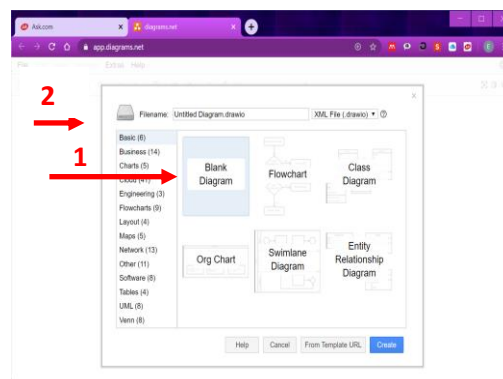 Ask.com
diagrams.net
app.diagrams.net
File
Extras Help
2
1
Filename: Untitled Diagram.drawio XML File (.drawio)
Basic (6)
Business (14)
Charts (5)
Cloud (41)
Engineering (3)
Flowcharts (9)
Layout (4)
Maps (5)
Network (13)
Other (11)
Software (8)
Tables (4)
UML (8)
Venn (8)
Blank
Diagram
Flowchart
Class
Diagram
Org Chart
Swimlane
Diagram
Entity
Relationship
Diagram
Help Cancel From Template URL Create